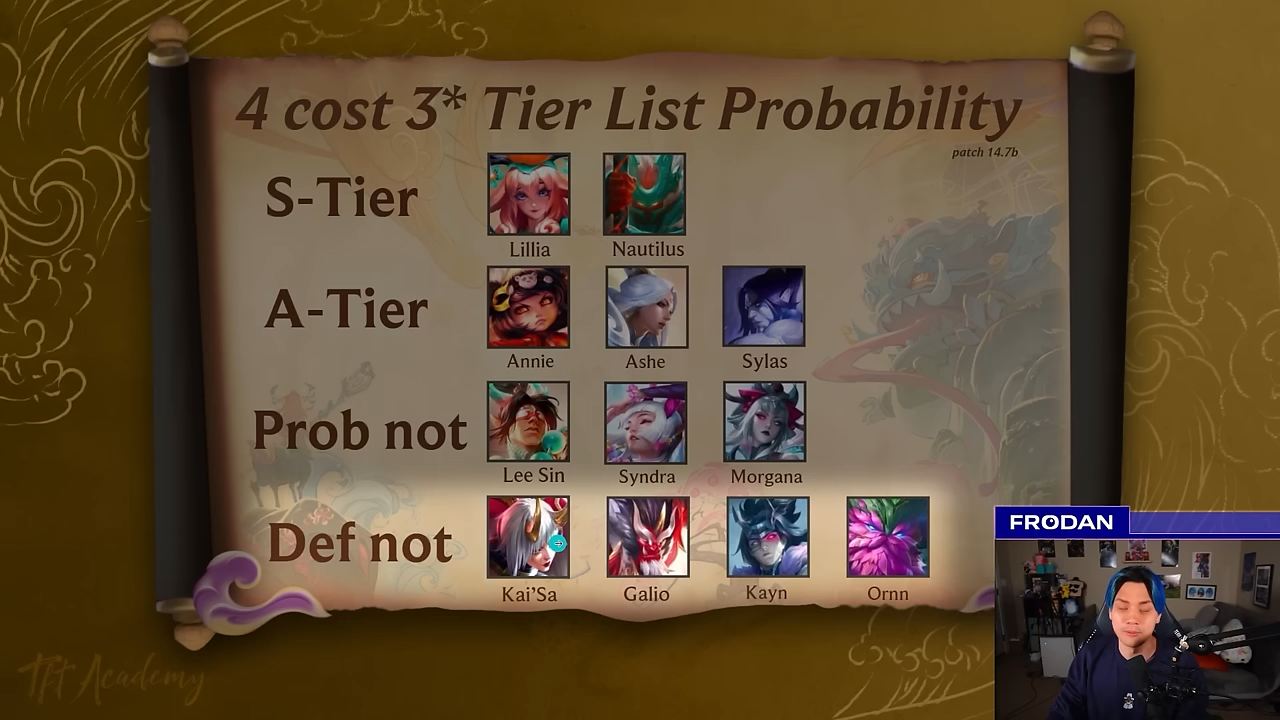 4 cost 3* Tier List Probability
patch 14.7b
S-Tier
Lillia Nautilus
A-Tier
Annie Ashe Sylas
Prob not
Lee Sin Syndra Morgana
Def not
Kai'Sa Galio Kayn Ornn
FRODAN
TFT Academy